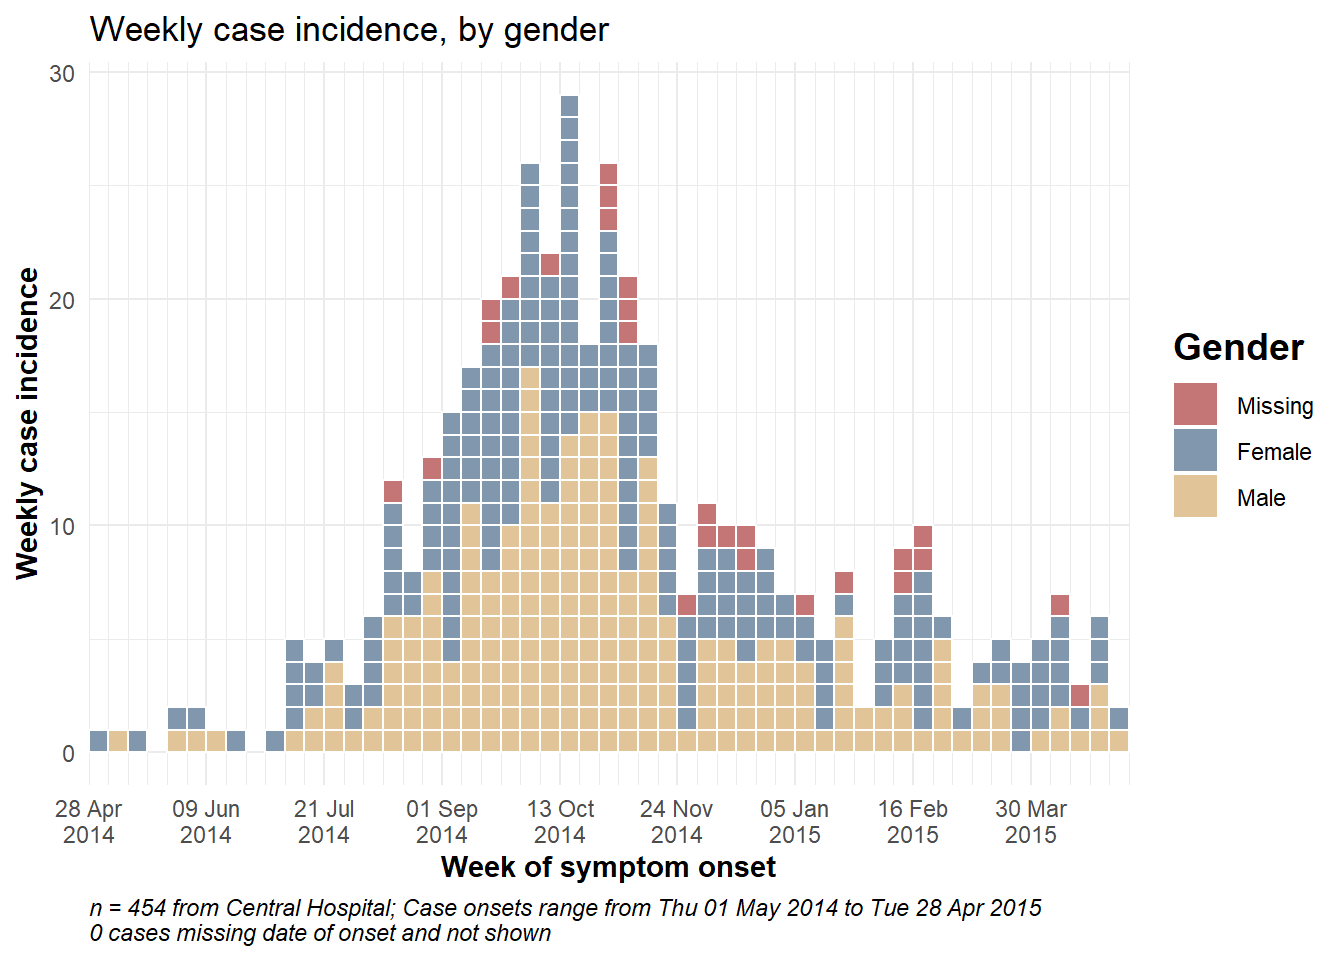 Weekly case incidence, by gender
30
20
10
0
Weekly case incidence
28 Apr
2014
09 Jun
2014
21 Jul
2014
01 Sep
2014
13 Oct
2014
24 Nov
2014
05 Jan
2015
16 Feb
2015
30 Mar
2015
Week of symptom onset
Gender
Missing
Female
Male
n = 454 from Central Hospital; Case onsets range from Thu 01 May 2014 to Tue 28 Apr 2015
0 cases missing date of onset and not shown